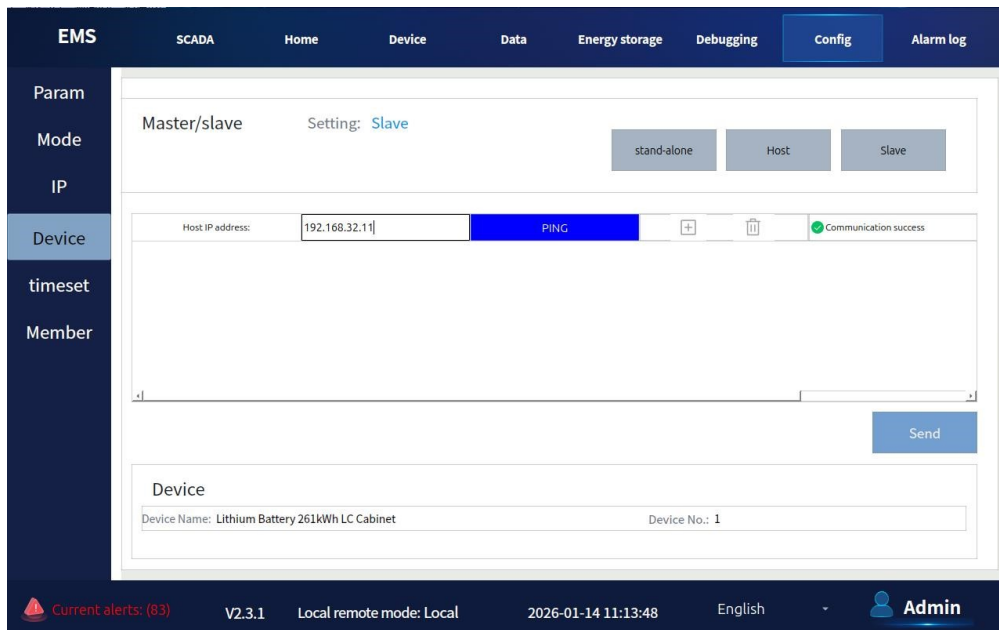 EMS SCADA Home Device Data Energy storage Debugging Config Alarm log
Param
Mode
IP
Device
timeset
Member
Master/slave Setting: Slave
stand-alone Host Slave
Host IP address: 192.168.32.11 PING Communication success
Send
Device
Device Name: Lithium Battery 261kWh LC Cabinet Device No.: 1
Current alerts: (83) V2.3.1 Local remote mode: Local 2026-01-14 11:13:48 English Admin